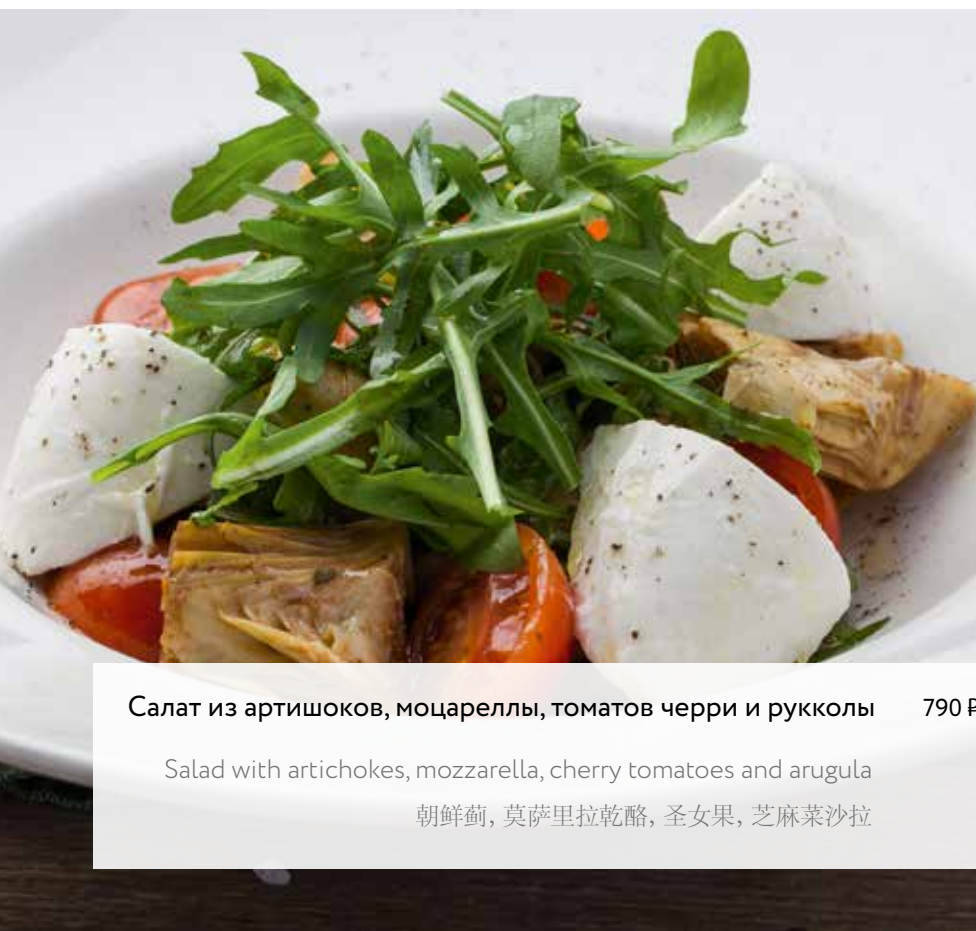 Салат из артишоков, моцареллы, томатов черри и рукколы 790 ₽
Salad with artichokes, mozzarella, cherry tomatoes and arugula
朝鲜蓟, 莫萨里拉乾酪, 圣女果, 芝麻菜沙拉